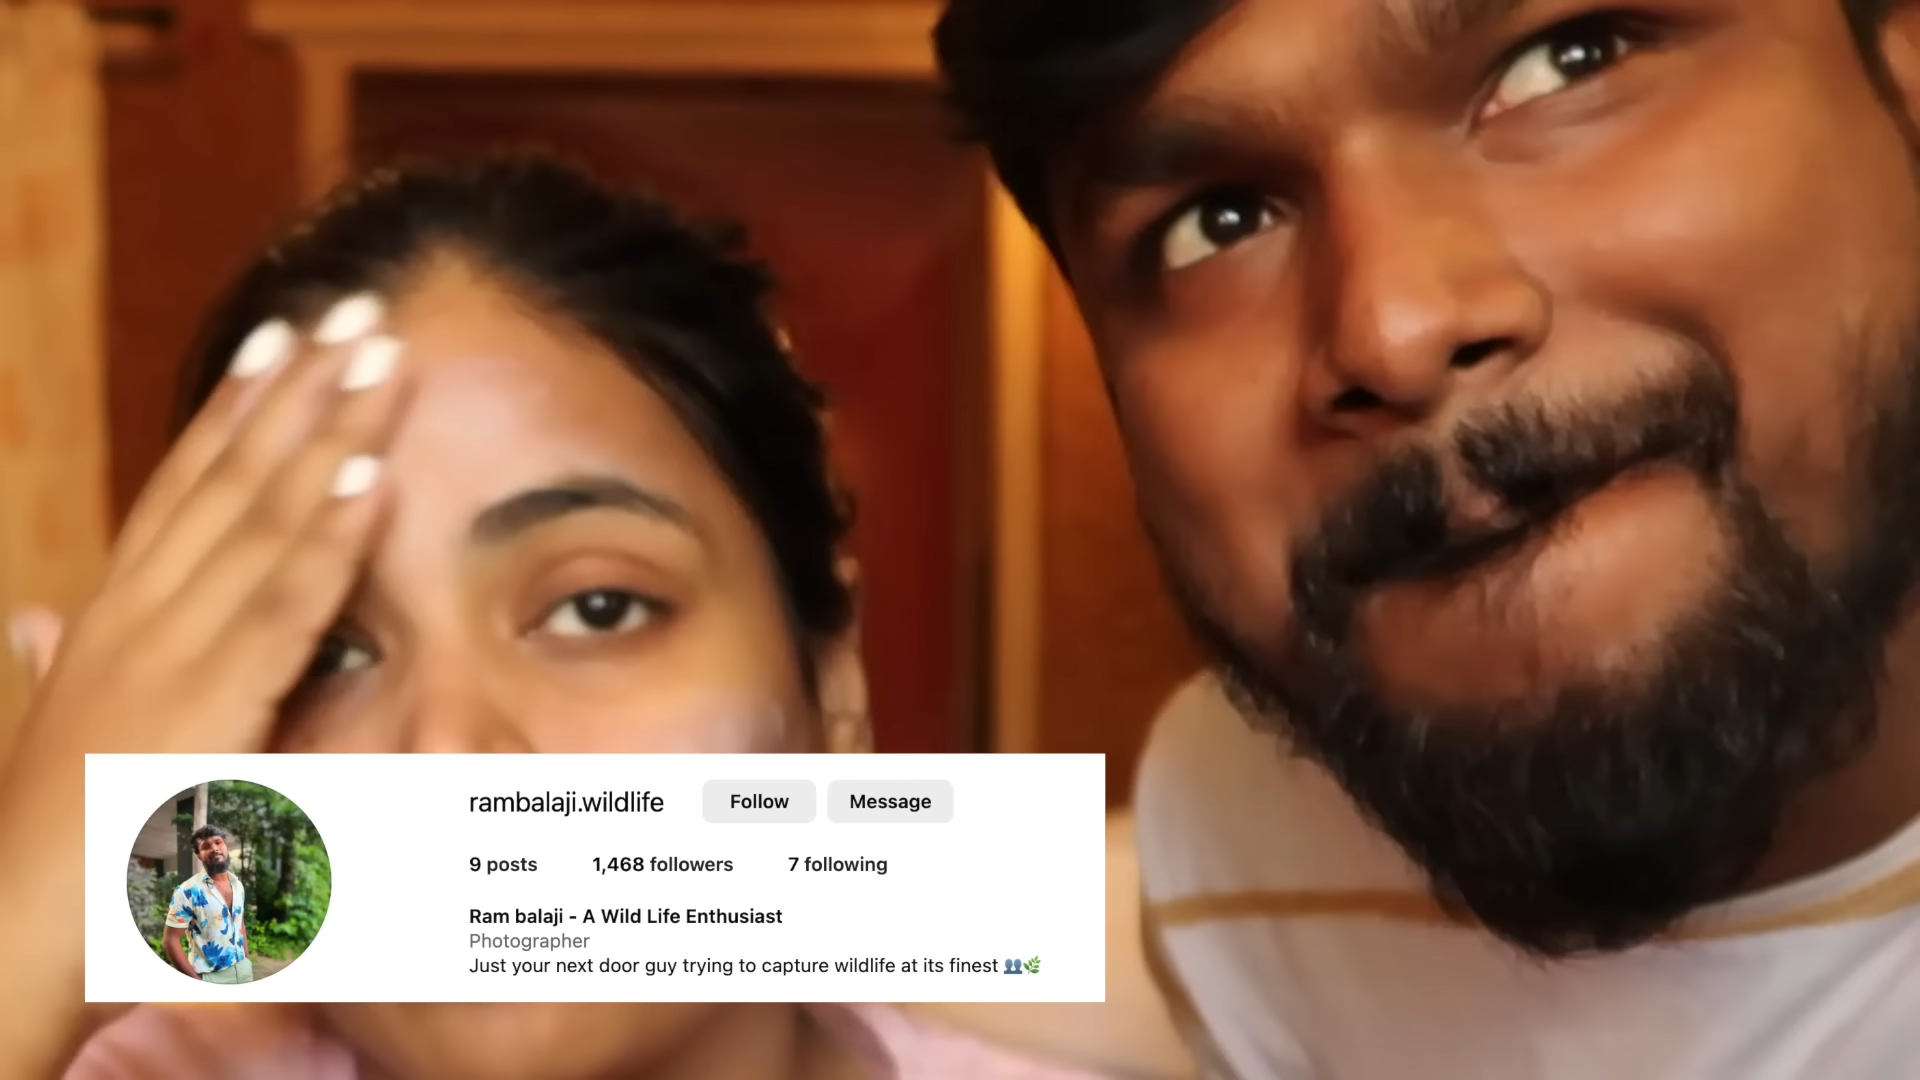 rambalaji.wildlife Follow Message
9 posts 1,468 followers 7 following
Ram balaji - A Wild Life Enthusiast
Photographer
Just your next door guy trying to capture wildlife at its finest 👥🌿